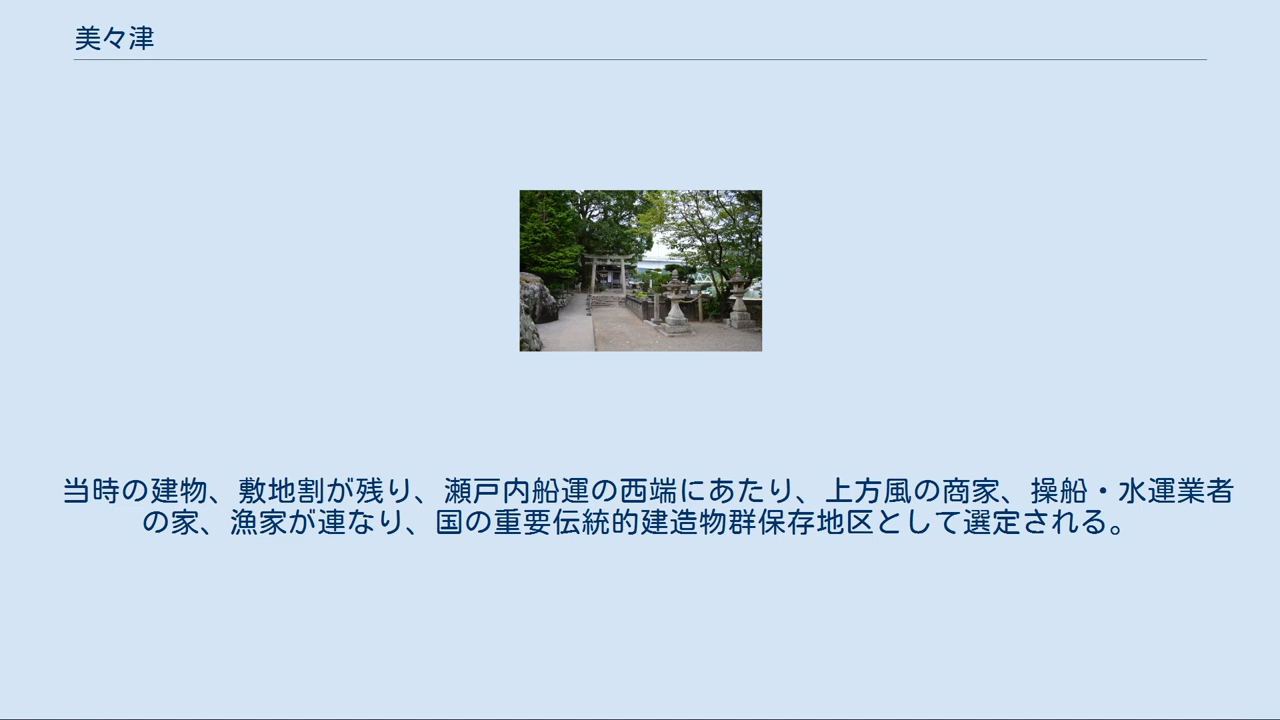 美々津
当時の建物、敷地割が残り、瀬戸内船運の西端にあたり、上方風の商家、操船・水運業者
の家、漁家が連なり、国の重要伝統的建造物群保存地区として選定される。